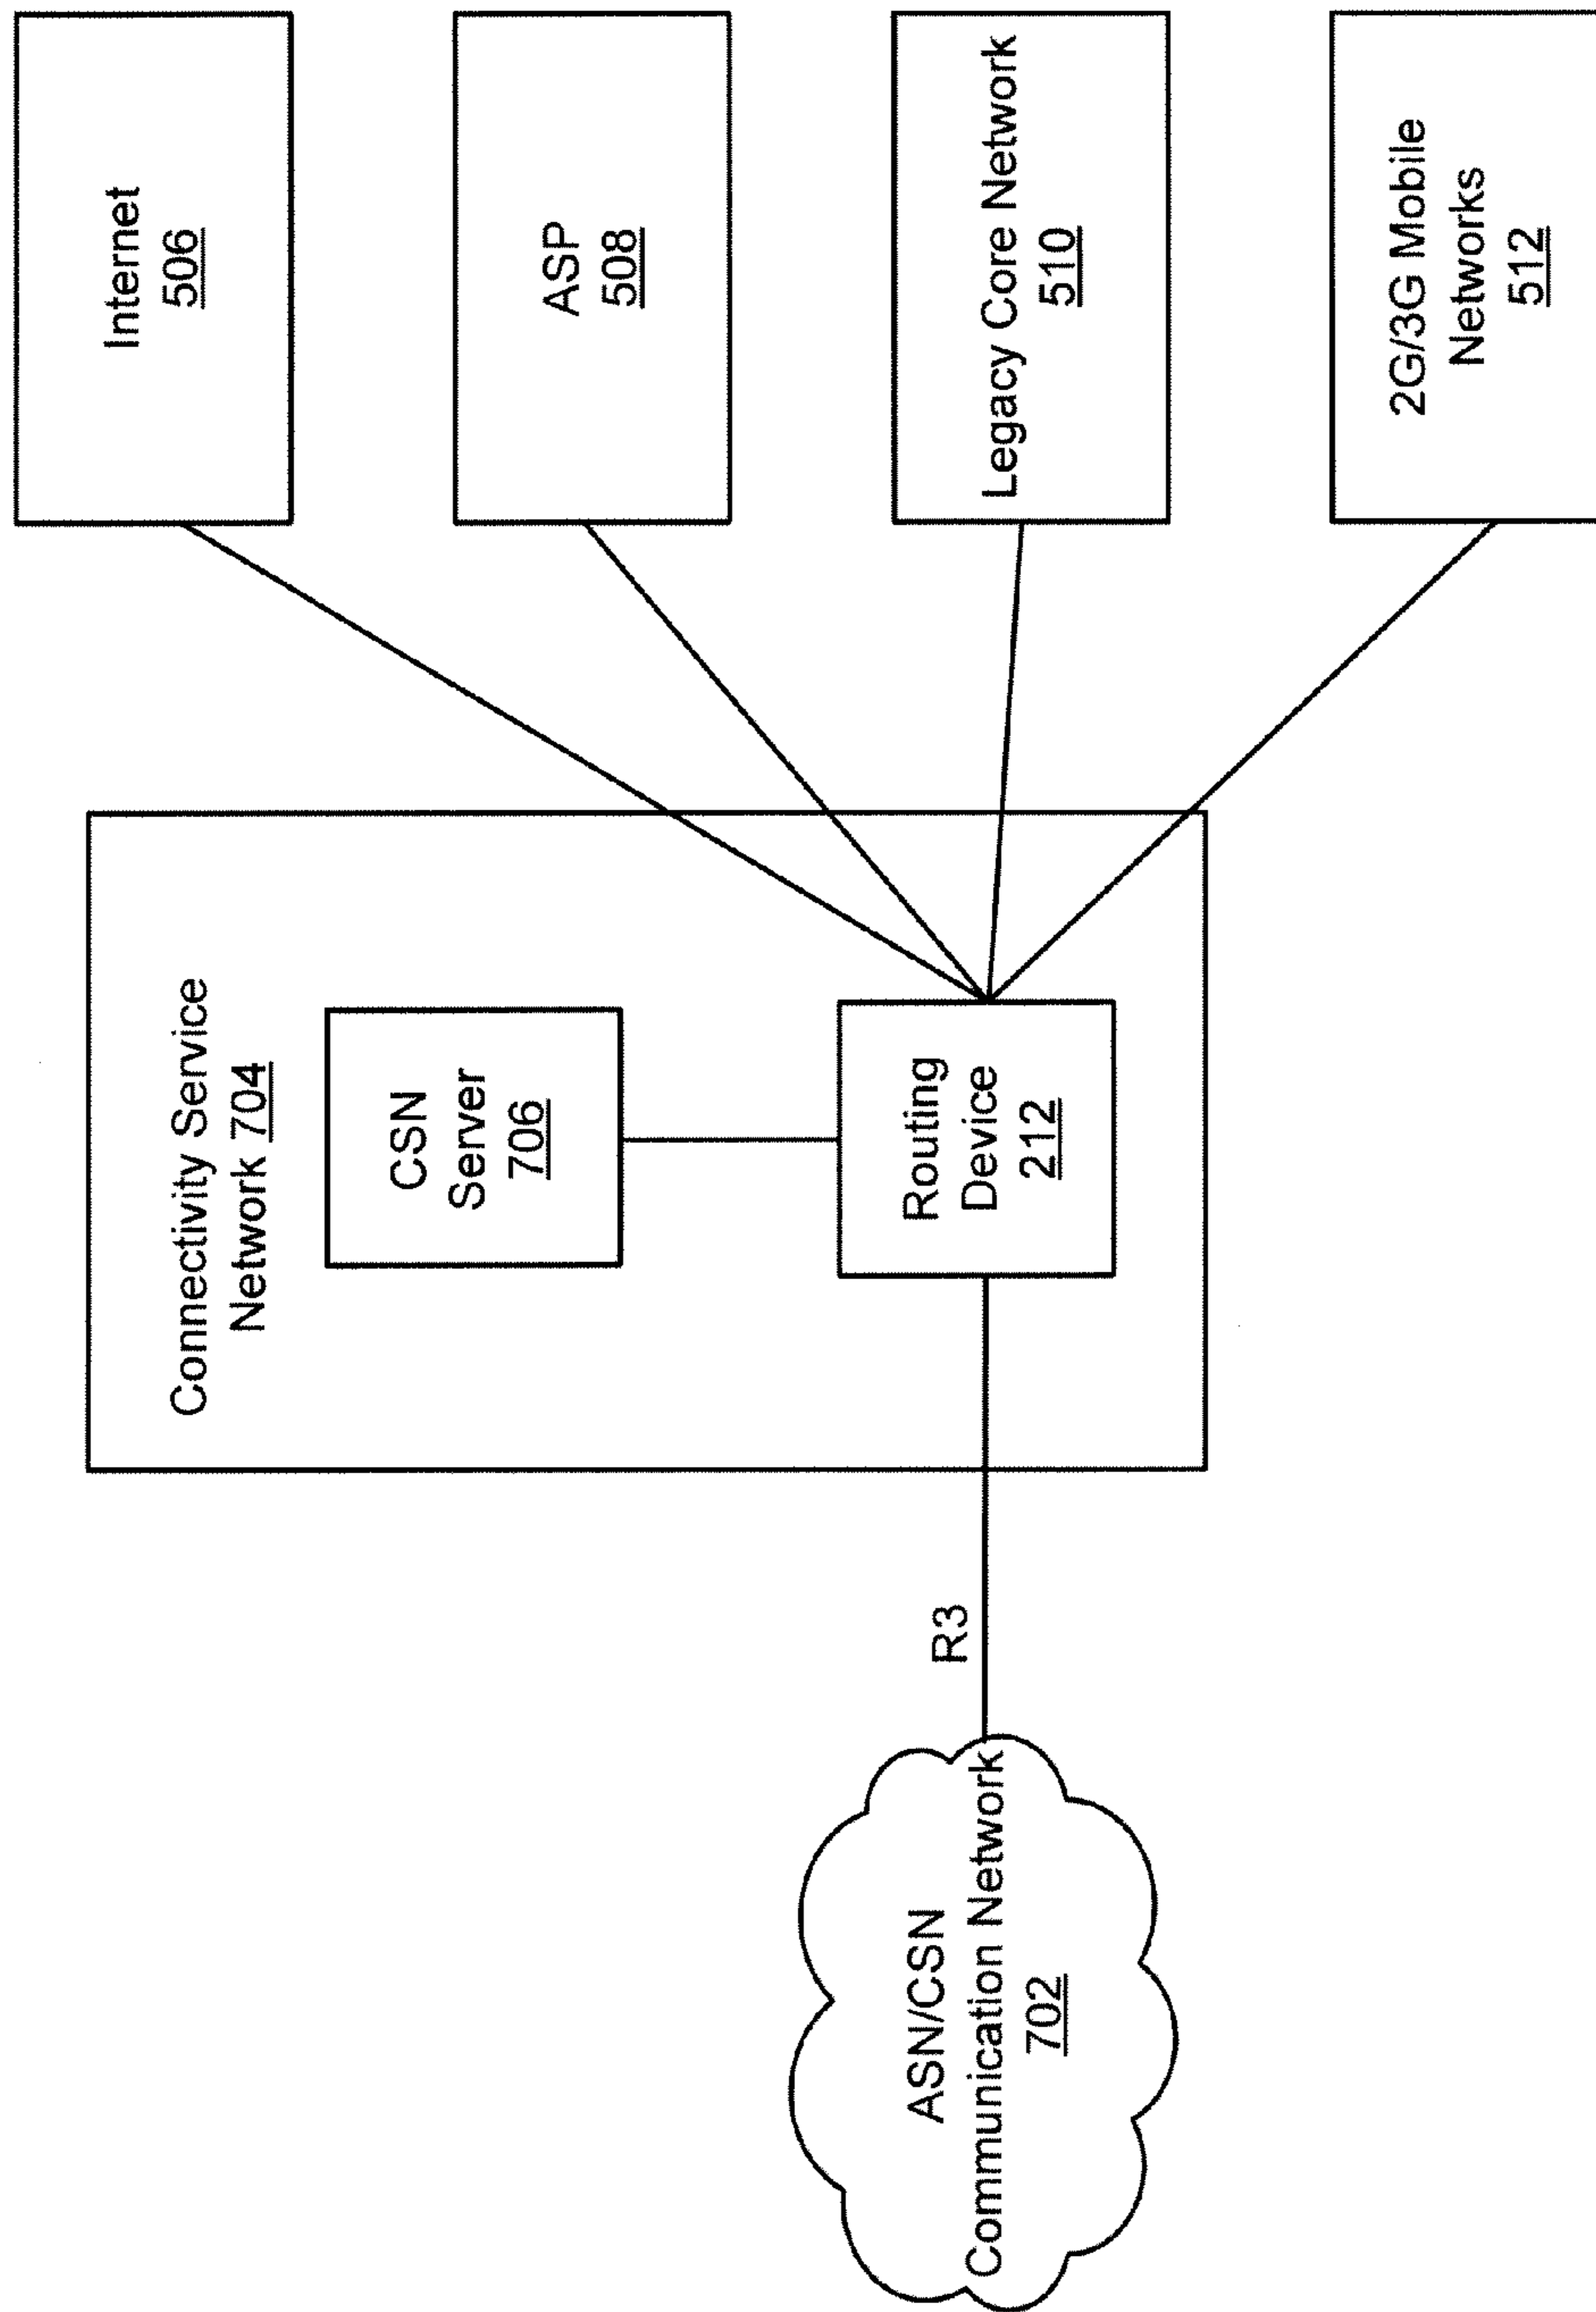 ASN/CSN
Communication Network
702
R3
Connectivity Service
Network 704
CSN
Server
706
Routing
Device
212
Internet
506
ASP
508
Legacy Core Network
510
2G/3G Mobile
Networks
512